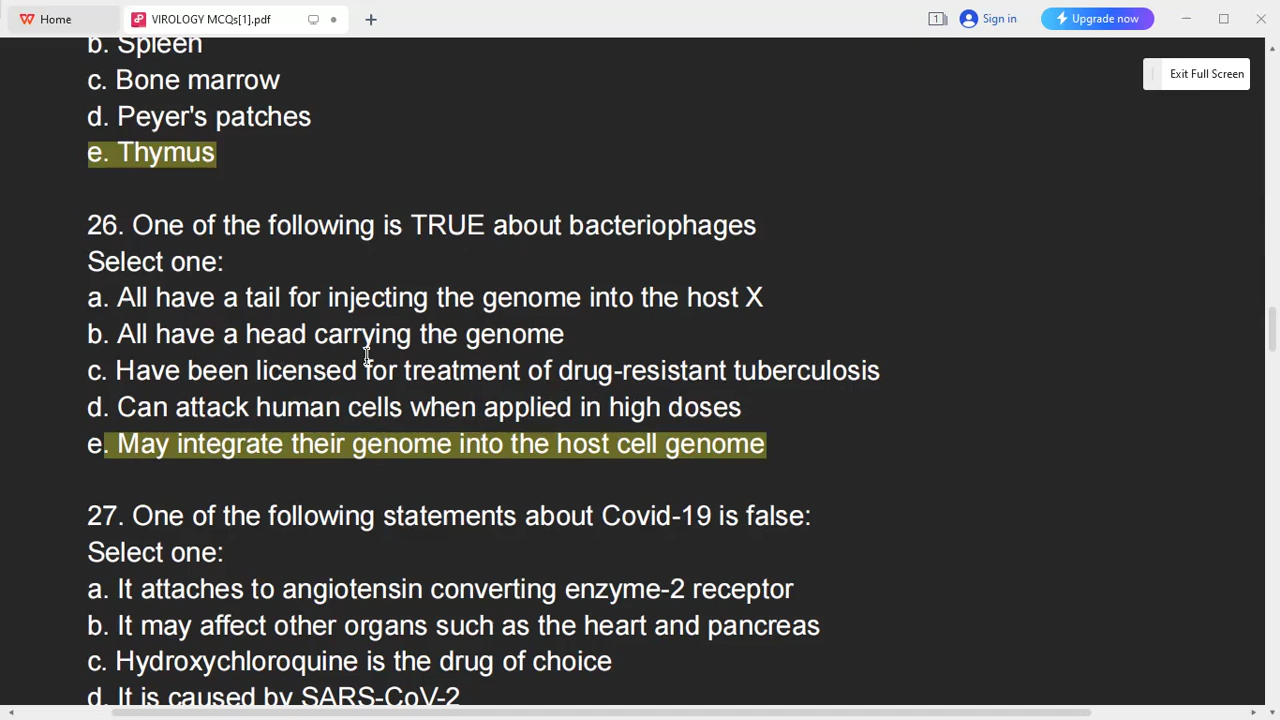 Home
VIROLOGY MCQs[1].pdf
1
Sign in
Upgrade now
Exit Full Screen
b. Spleen
c. Bone marrow
d. Peyer's patches
e. Thymus
26. One of the following is TRUE about bacteriophages
Select one:
a. All have a tail for injecting the genome into the host X
b. All have a head carrying the genome
c. Have been licensed for treatment of drug-resistant tuberculosis
d. Can attack human cells when applied in high doses
e. May integrate their genome into the host cell genome
27. One of the following statements about Covid-19 is false:
Select one:
a. It attaches to angiotensin converting enzyme-2 receptor
b. It may affect other organs such as the heart and pancreas
c. Hydroxychloroquine is the drug of choice
d. It is caused by SARS-CoV-2